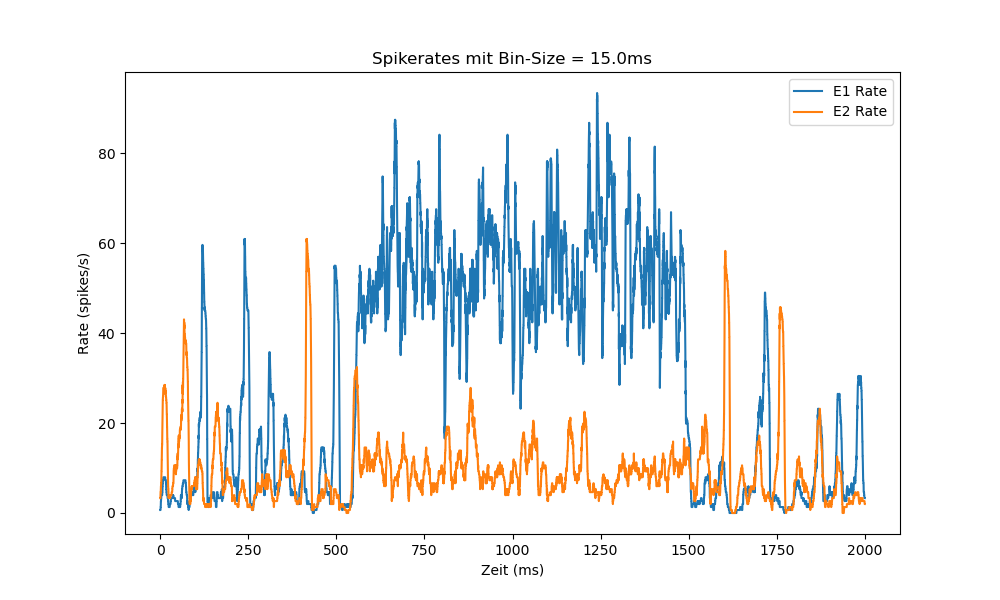 Spikerates mit Bin-Size = 15.0ms
E1 Rate
E2 Rate
Rate (spikes/s)
80
60
40
20
0
0 250 500 750 1000 1250 1500 1750 2000
Zeit (ms)